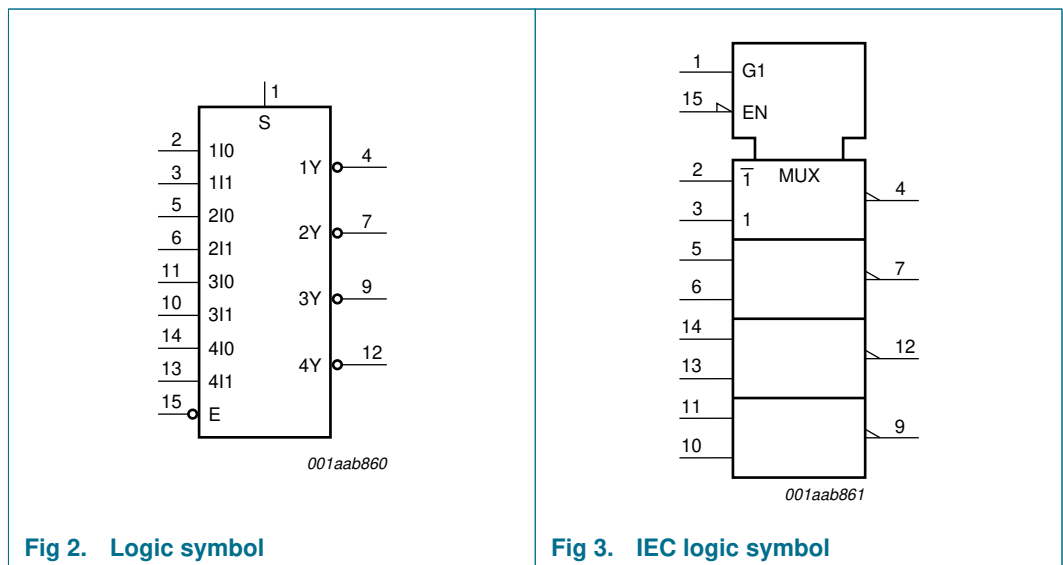 1
S
2
1I0
3
1I1
5
2I0
6
2I1
11
3I0
10
3I1
14
4I0
13
4I1
15
E
1Y
4
2Y
7
3Y
9
4Y
12
001aab860
Fig 2. Logic symbol
1
G1
15
EN
MUX
2
1̅
3
1
4
5
6
7
14
13
12
11
10
9
001aab861
Fig 3. IEC logic symbol